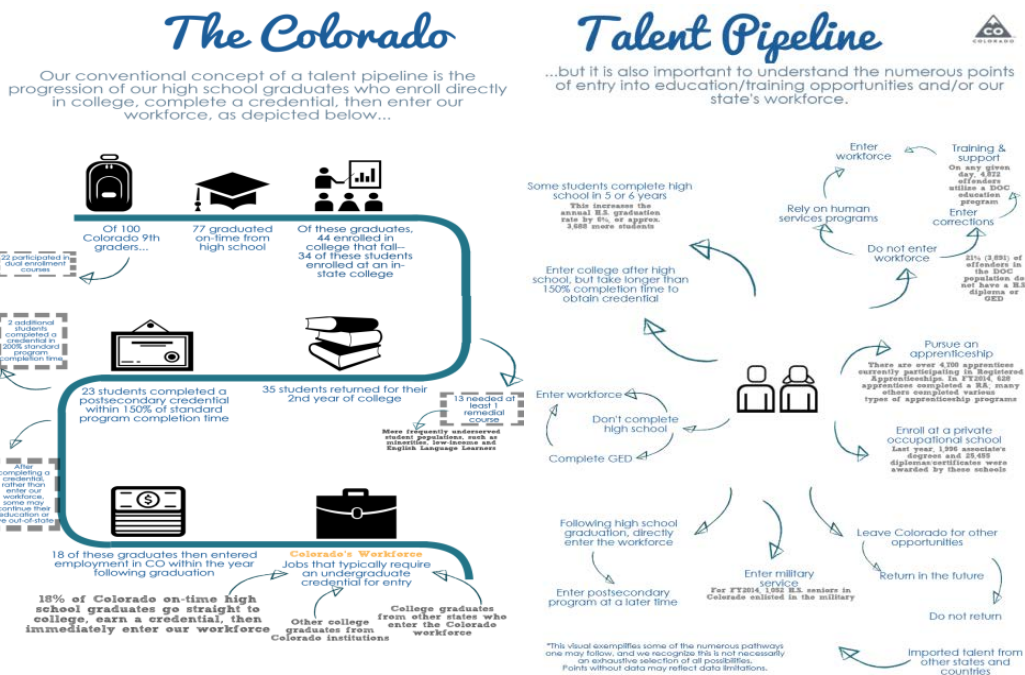 The Colorado
Our conventional concept of a talent pipeline is the
progression of our high school graduates who enroll directly
in college, complete a credential, then enter our
workforce, as depicted below...
Of 100
Colorado 9th
graders...
77 graduated
on-time from
high school
Of these graduates,
44 enrolled in
college that fall--
34 of these students
enrolled at an in-
state college
22 participated in
dual enrollment
courses
2 additional
students
completed a
credential in
200% standard
program
completion time
23 students completed a
postsecondary credential
within 150% of standard
program completion time
35 students returned for their
2nd year of college
13 needed at
least 1
remedial
course
More frequently underserved
student populations, such as
minorities, low-income and
English Language Learners
After
completing a
credential,
rather than
enter our
workforce,
some may
continue their
education or
out-of-state
18 of these graduates then entered
employment in CO within the year
following graduation
Colorado's Workforce
Jobs that typically require
an undergraduate
credential for entry
18% of Colorado on-time high
school graduates go straight to
college, earn a credential, then
immediately enter our workforce
Other college
graduates from
Colorado institutions
College graduates
from other states who
enter the Colorado
workforce
Talent Pipeline
CO
COLORADO
...but it is also important to understand the numerous points
of entry into education/training opportunities and/or our
state's workforce.
Some students complete high
school in 5 or 6 years
This increases the
annual H.S. graduation
rate by 6%, or approx.
3,688 more students
Enter college after high
school, but take longer than
150% completion time to
obtain credential
Enter
workforce
Training &
support
On any given
day, 4,822
offenders
utilize a DOC
education
program
Rely on human
services programs
Enter
corrections
Do not enter
workforce
21% (3,891) of
offenders in
the DOC
population do
not have a H.S.
diploma or
GED
Pursue an
apprenticeship
There are over 4,700 apprentices
currently participating in Registered
Apprenticeships. In FY2014, 628
apprentices completed a RA; many
others completed various
types of apprenticeship programs
Enter workforce
Don't complete
high school
Complete GED
Enroll at a private
occupational school
Last year, 1,996 associate's
degrees and 25,455
diplomas/certificates were
awarded by these schools
Following high school
graduation, directly
enter the workforce
Enter postsecondary
program at a later time
Enter military
service
For FY2014, 1,052 H.S. seniors in
Colorado enlisted in the military
Leave Colorado for other
opportunities
Return in the future
Do not return
*This visual exemplifies some of the numerous pathways
one may follow, and we recognize this is not necessarily
an exhaustive selection of all possibilities.
Points without data may reflect data limitations.
Imported talent from
other states and
countries